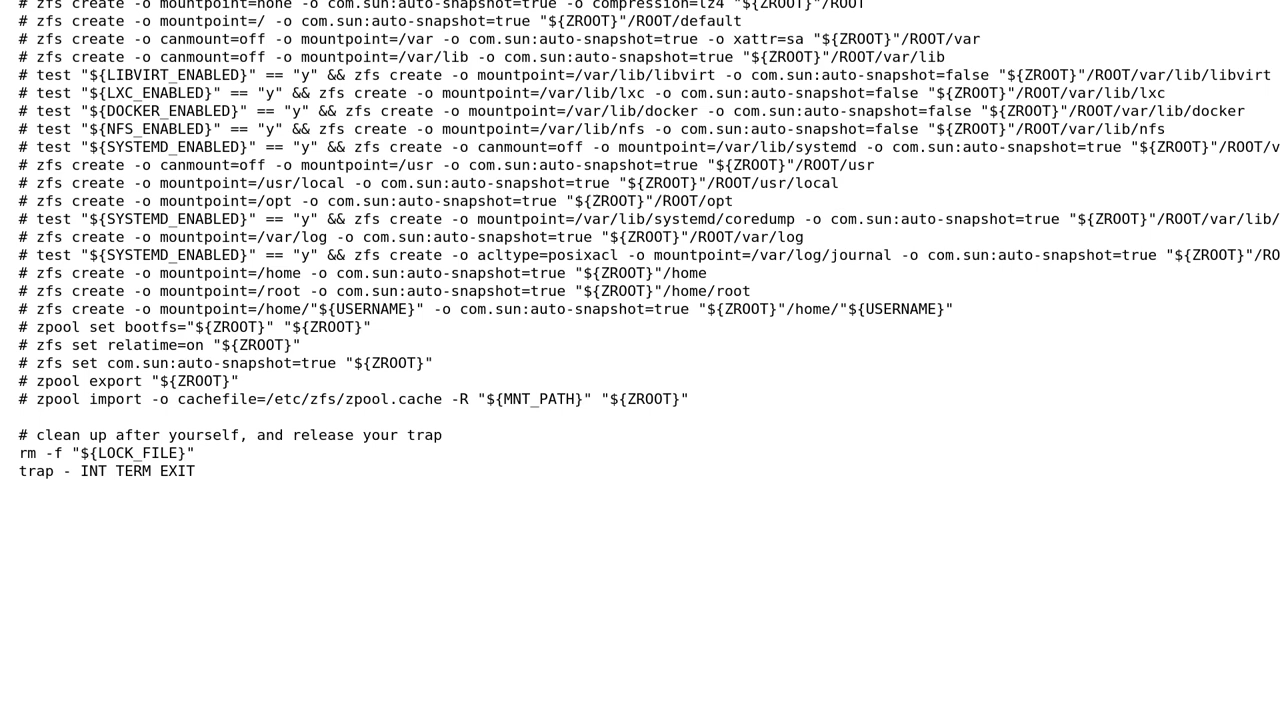 # zfs create -o mountpoint=none -o com.sun:auto-snapshot=true -o compression=lz4 "${ZROOT}"/ROOT
# zfs create -o mountpoint=/ -o com.sun:auto-snapshot=true "${ZROOT}"/ROOT/default
# zfs create -o canmount=off -o mountpoint=/var -o com.sun:auto-snapshot=true -o xattr=sa "${ZROOT}"/ROOT/var
# zfs create -o canmount=off -o mountpoint=/var/lib -o com.sun:auto-snapshot=true "${ZROOT}"/ROOT/var/lib
# test "${LIBVIRT_ENABLED}" == "y" && zfs create -o mountpoint=/var/lib/libvirt -o com.sun:auto-snapshot=false "${ZROOT}"/ROOT/var/lib/libvirt
# test "${LXC_ENABLED}" == "y" && zfs create -o mountpoint=/var/lib/lxc -o com.sun:auto-snapshot=false "${ZROOT}"/ROOT/var/lib/lxc
# test "${DOCKER_ENABLED}" == "y" && zfs create -o mountpoint=/var/lib/docker -o com.sun:auto-snapshot=false "${ZROOT}"/ROOT/var/lib/docker
# test "${NFS_ENABLED}" == "y" && zfs create -o mountpoint=/var/lib/nfs -o com.sun:auto-snapshot=false "${ZROOT}"/ROOT/var/lib/nfs
# test "${SYSTEMD_ENABLED}" == "y" && zfs create -o canmount=off -o mountpoint=/var/lib/systemd -o com.sun:auto-snapshot=true "${ZROOT}"/ROOT/v
# zfs create -o canmount=off -o mountpoint=/usr -o com.sun:auto-snapshot=true "${ZROOT}"/ROOT/usr
# zfs create -o mountpoint=/usr/local -o com.sun:auto-snapshot=true "${ZROOT}"/ROOT/usr/local
# zfs create -o mountpoint=/opt -o com.sun:auto-snapshot=true "${ZROOT}"/ROOT/opt
# test "${SYSTEMD_ENABLED}" == "y" && zfs create -o mountpoint=/var/lib/systemd/coredump -o com.sun:auto-snapshot=true "${ZROOT}"/ROOT/var/lib/
# zfs create -o mountpoint=/var/log -o com.sun:auto-snapshot=true "${ZROOT}"/ROOT/var/log
# test "${SYSTEMD_ENABLED}" == "y" && zfs create -o acltype=posixacl -o mountpoint=/var/log/journal -o com.sun:auto-snapshot=true "${ZROOT}"/RO
# zfs create -o mountpoint=/home -o com.sun:auto-snapshot=true "${ZROOT}"/home
# zfs create -o mountpoint=/root -o com.sun:auto-snapshot=true "${ZROOT}"/home/root
# zfs create -o mountpoint=/home/"${USERNAME}" -o com.sun:auto-snapshot=true "${ZROOT}"/home/"${USERNAME}"
# zpool set bootfs="${ZROOT}" "${ZROOT}"
# zfs set relatime=on "${ZROOT}"
# zfs set com.sun:auto-snapshot=true "${ZROOT}"
# zpool export "${ZROOT}"
# zpool import -o cachefile=/etc/zfs/zpool.cache -R "${MNT_PATH}" "${ZROOT}"
# clean up after yourself, and release your trap
rm -f "${LOCK_FILE}"
trap - INT TERM EXIT